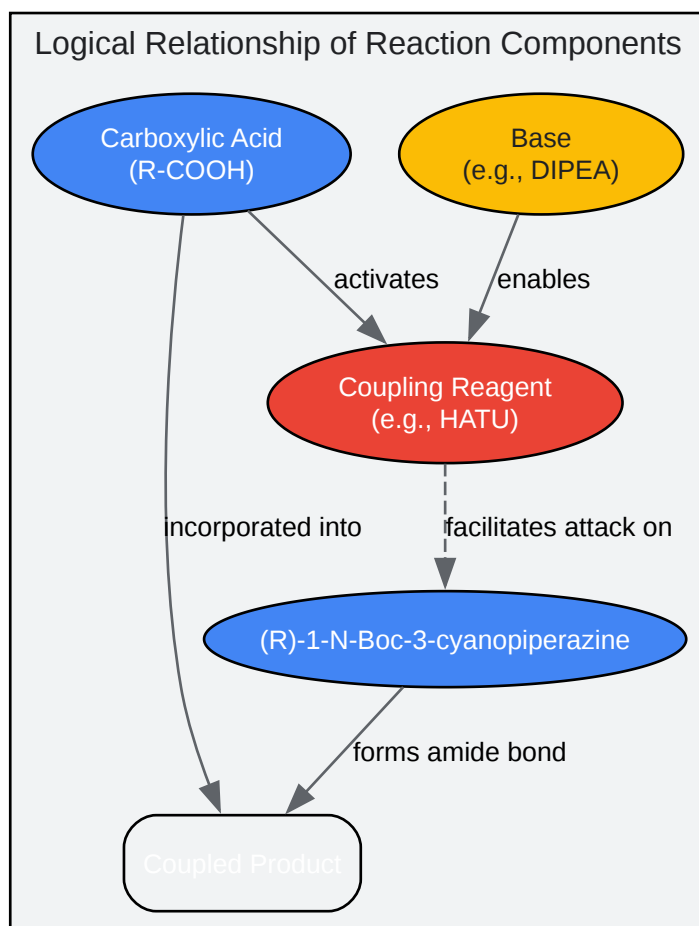 Logical Relationship of Reaction Components
Carboxylic Acid
(R-COOH)
Base
(e.g., DIPEA)
activates
enables
Coupling Reagent
(e.g., HATU)
incorporated into
facilitates attack on
(R)-1-N-Boc-3-cyanopiperazine
forms amide bond
Coupled Product